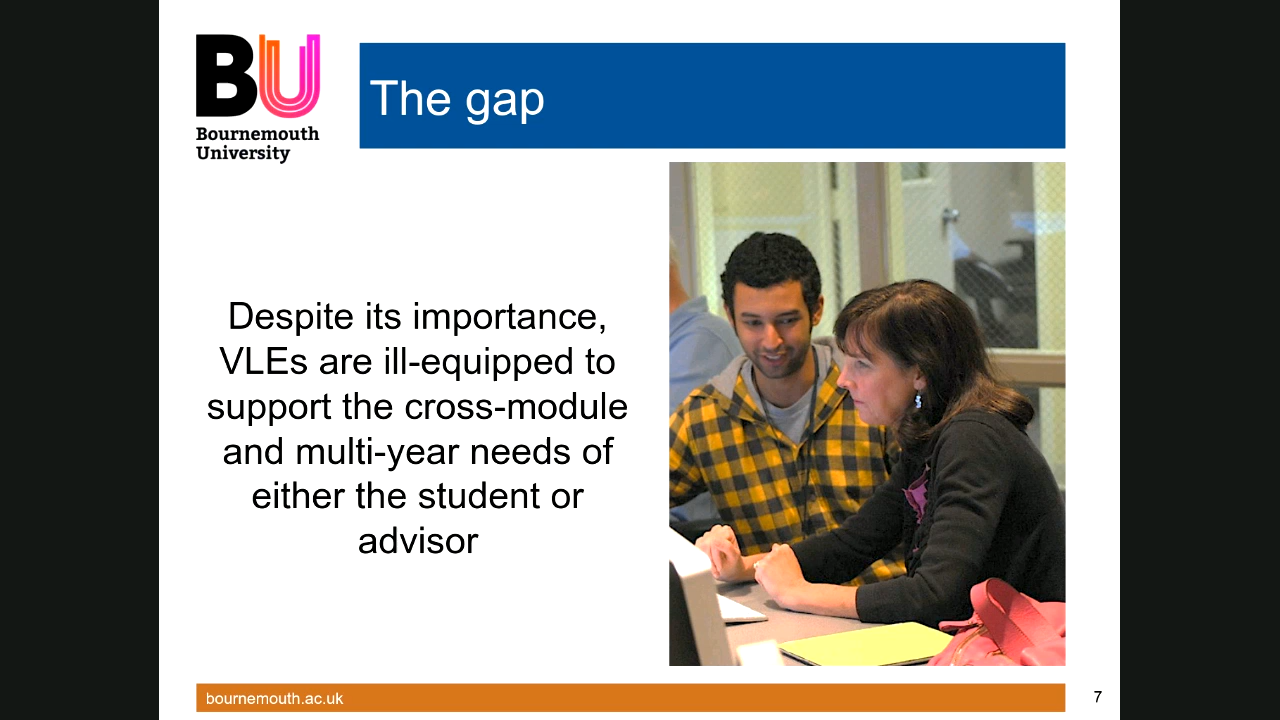 BU
Bournemouth
University
The gap
Despite its importance,
VLEs are ill-equipped to
support the cross-module
and multi-year needs of
either the student or
advisor
bournemouth.ac.uk
7